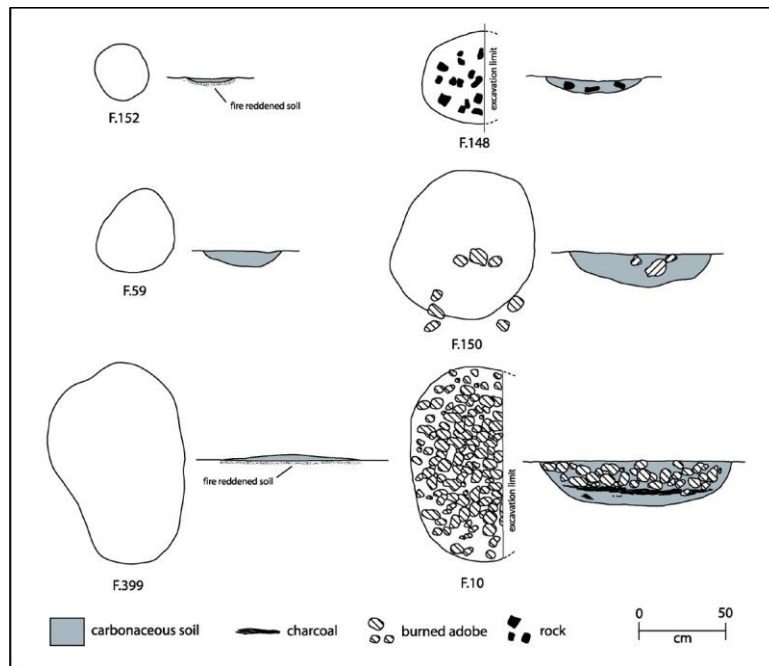 fire reddened soil
F.152
excavation limit
F.148
F.59
F.150
fire reddened soil
F.399
excavation limit
F.10
carbonaceous soil
charcoal
burned adobe
rock
0 50
cm